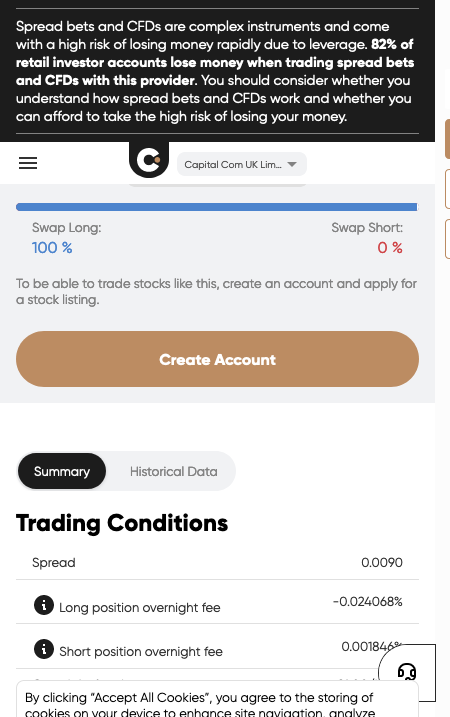 Spread bets and CFDs are complex instruments and come
with a high risk of losing money rapidly due to leverage. 82% of
retail investor accounts lose money when trading spread bets
and CFDs with this provider. You should consider whether you
understand how spread bets and CFDs work and whether you
can afford to take the high risk of losing your money.
Capital Com UK Lim...
Swap Long: Swap Short:
100 % 0 %
To be able to trade stocks like this, create an account and apply for
a stock listing.
Create Account
Summary Historical Data
Trading Conditions
Spread 0.0090
Long position overnight fee -0.024068%
Short position overnight fee 0.001846%
By clicking “Accept All Cookies”, you agree to the storing of
cookies on your device to enhance site navigation, analyze